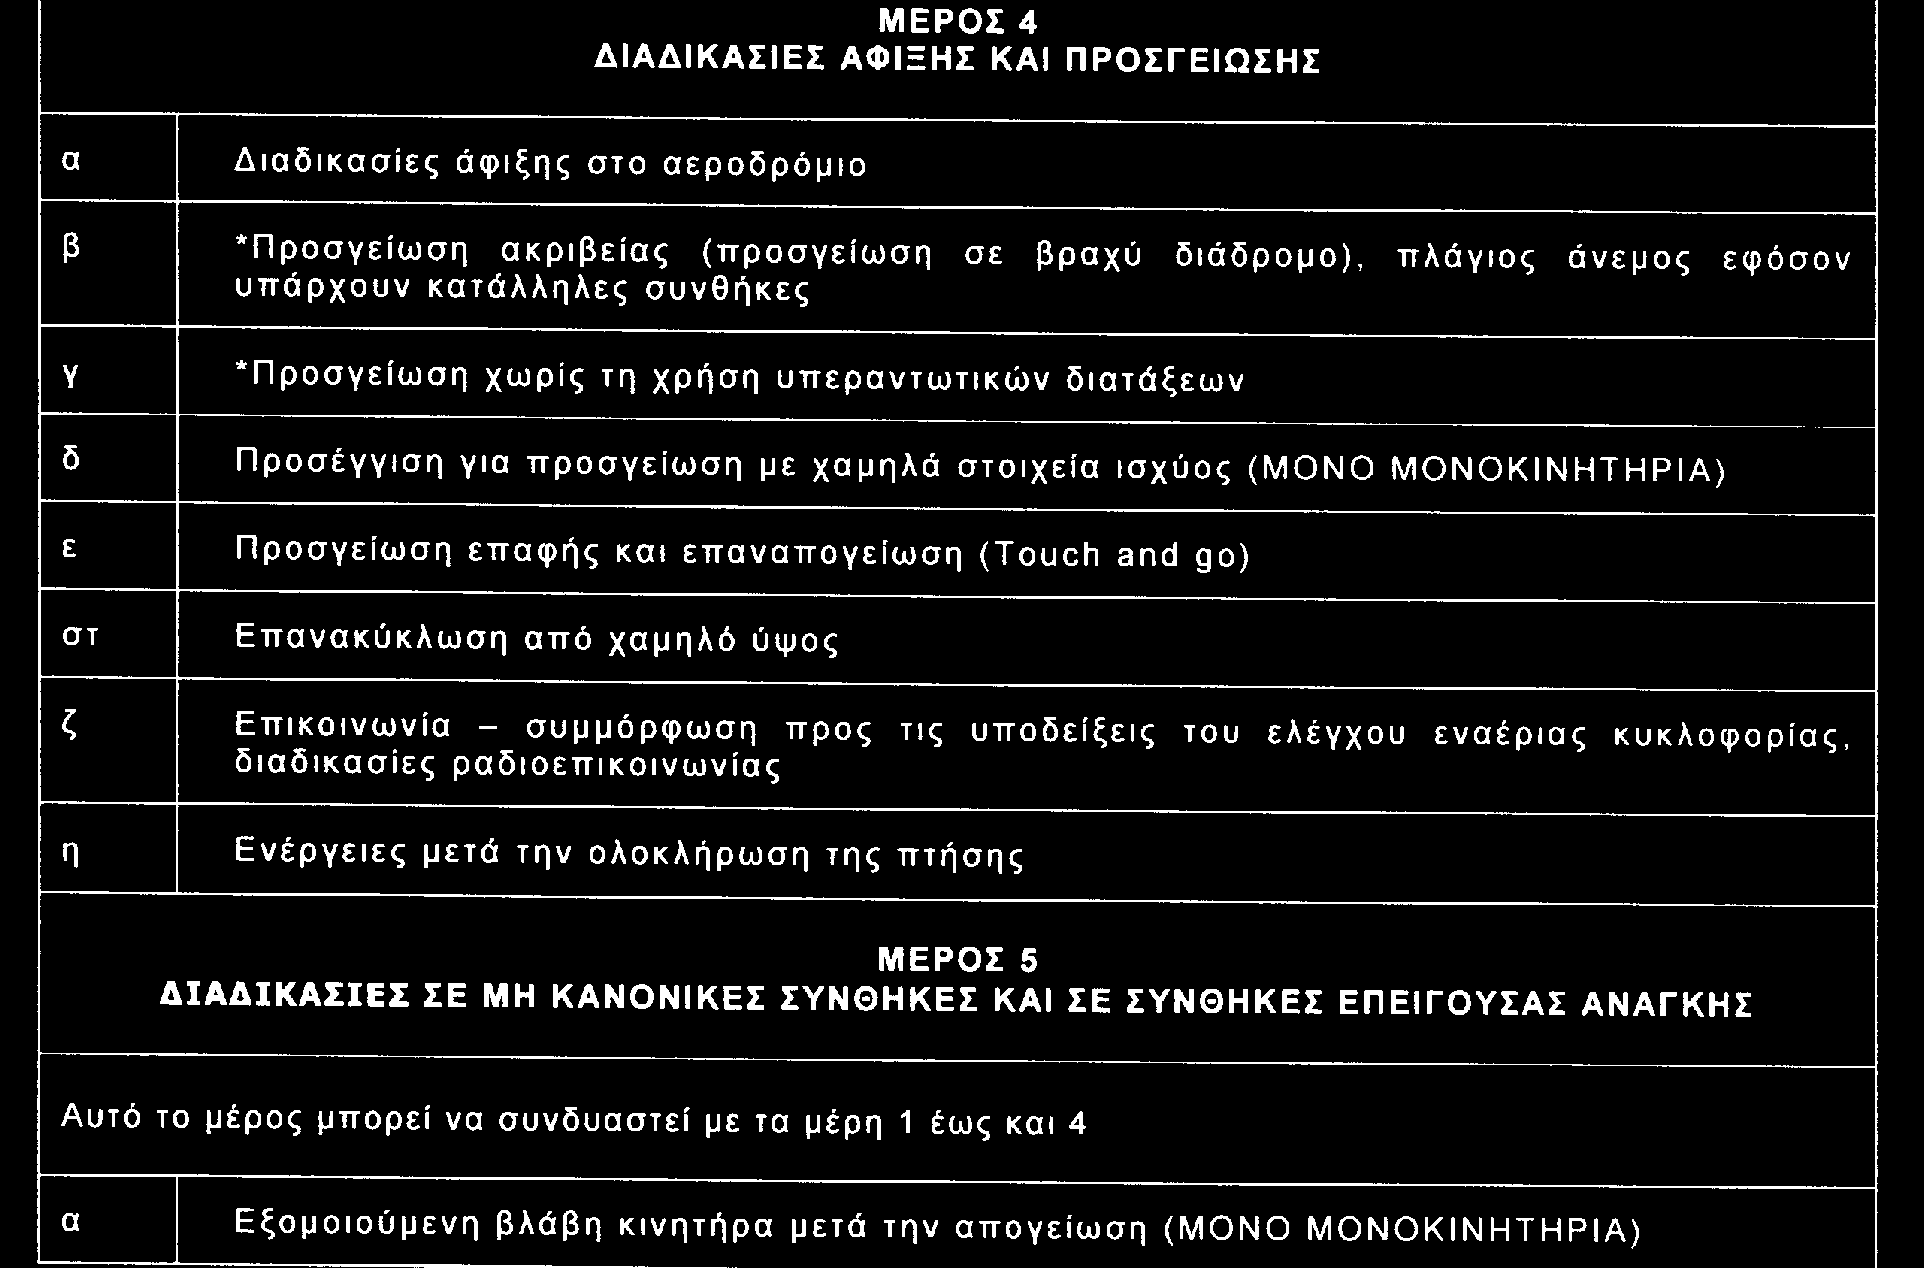 ΜΕΡΟΣ 4
ΔΙΑΔΙΚΑΣΙΕΣ ΑΦΙΞΗΣ ΚΑΙ ΠΡΟΣΓΕΙΩΣΗΣ
α Διαδικασίες άφιξης στο αεροδρόμιο
β *Προσγείωση ακριβείας (προσγείωση σε βραχύ διάδρομο), πλάγιος άνεμος εφόσον
υπάρχουν κατάλληλες συνθήκες
γ *Προσγείωση χωρίς τη χρήση υπεραντωτικών διατάξεων
δ Προσέγγιση για προσγείωση με χαμηλά στοιχεία ισχύος (ΜΟΝΟ ΜΟΝΟΚΙΝΗΤΗΡΙΑ)
ε Προσγείωση επαφής και επαναπογείωση (Touch and go)
στ Επανακύκλωση από χαμηλό ύψος
ζ Επικοινωνία – συμμόρφωση προς τις υποδείξεις του ελέγχου εναέριας κυκλοφορίας,
διαδικασίες ραδιοεπικοινωνίας
η Ενέργειες μετά την ολοκλήρωση της πτήσης
ΜΕΡΟΣ 5
ΔΙΑΔΙΚΑΣΙΕΣ ΣΕ ΜΗ ΚΑΝΟΝΙΚΕΣ ΣΥΝΘΗΚΕΣ ΚΑΙ ΣΕ ΣΥΝΘΗΚΕΣ ΕΠΕΙΓΟΥΣΑΣ ΑΝΑΓΚΗΣ
Αυτό το μέρος μπορεί να συνδυαστεί με τα μέρη 1 έως και 4
α Εξομοιούμενη βλάβη κινητήρα μετά την απογείωση (ΜΟΝΟ ΜΟΝΟΚΙΝΗΤΗΡΙΑ)